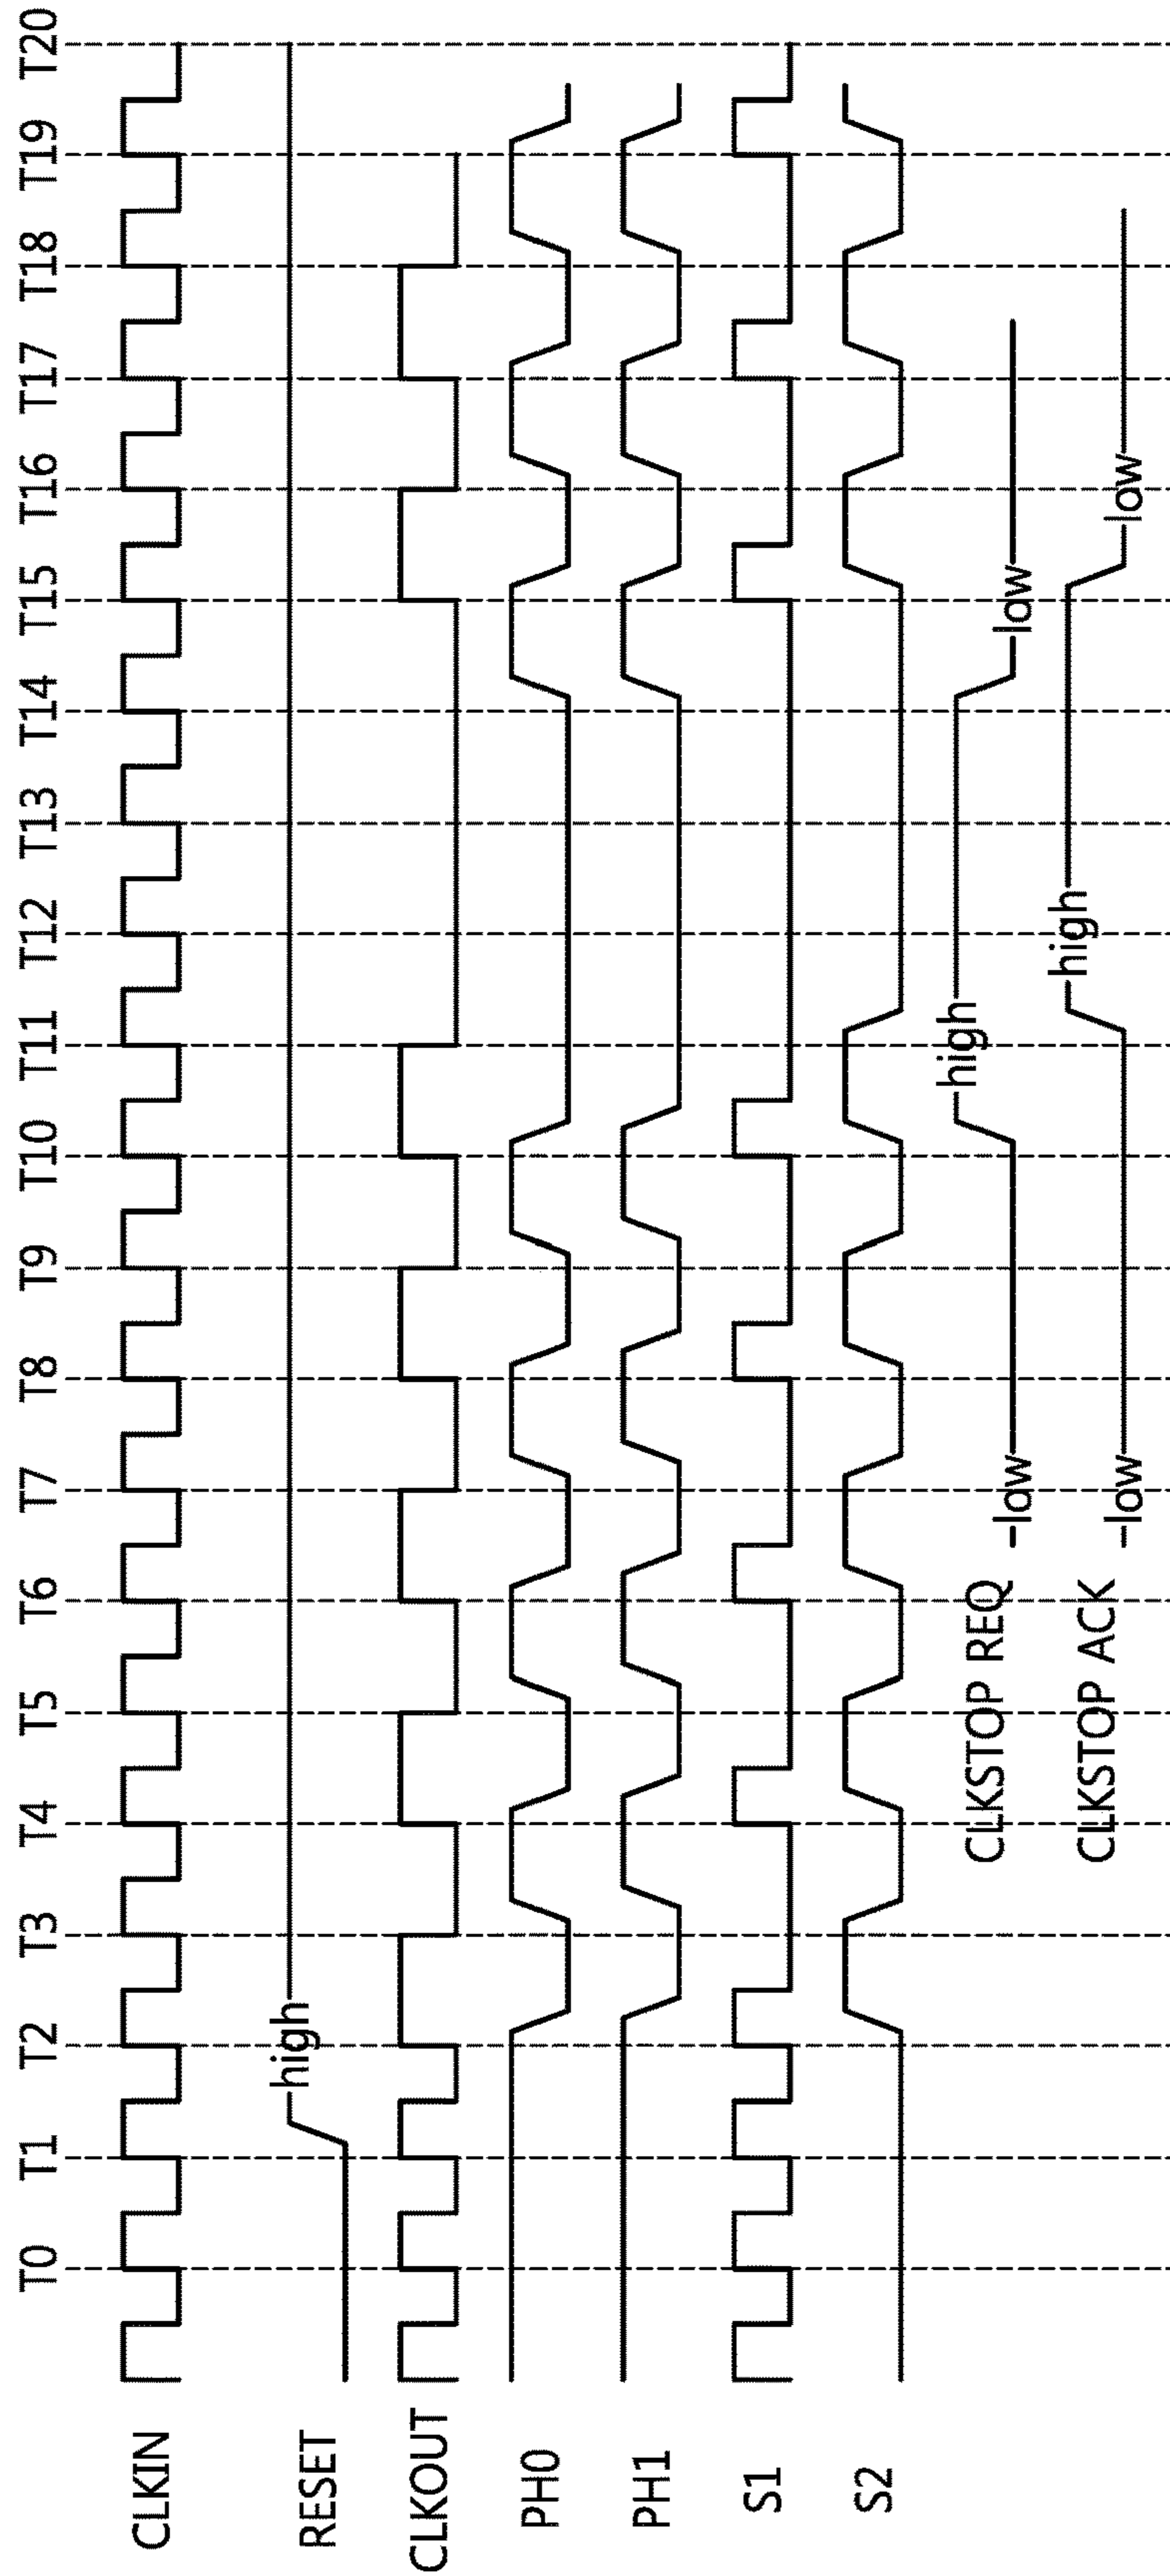 T0 T1 T2 T3 T4 T5 T6 T7 T8 T9 T10 T11 T12 T13 T14 T15 T16 T17 T18 T19 T20
CLKIN
RESET high
CLKOUT
PH0
PH1
S1
S2
CLKSTOP REQ low high low
CLKSTOP ACK low high low